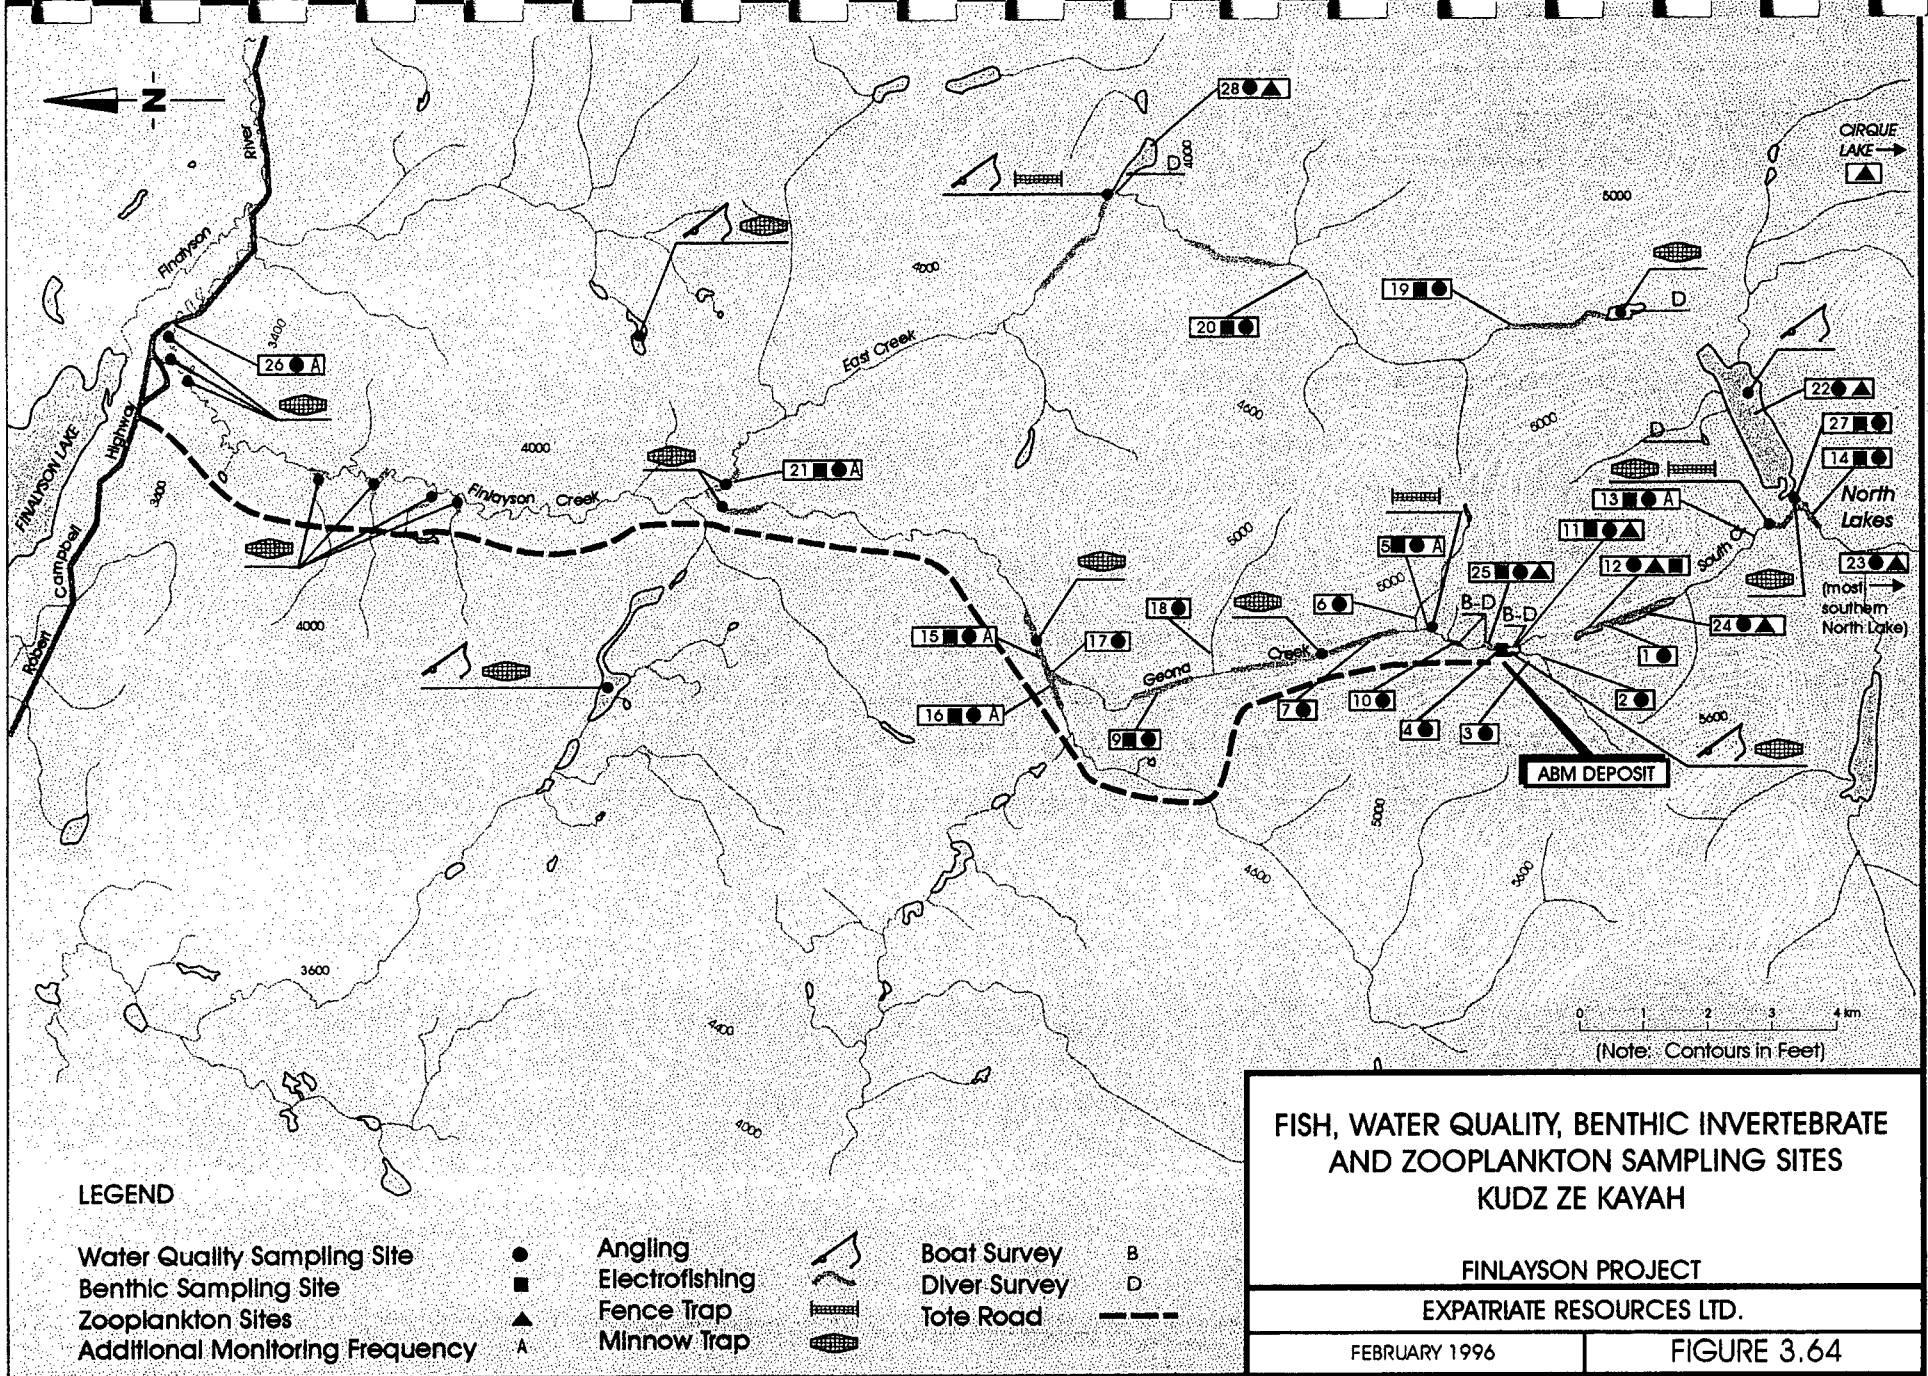 N
28
D
4000
CIRQUE
LAKE
5000
River
Finalyson
4000
19
D
20
3400
26 A
East Creek
22
4600
5000
27
D
14
FINALYSON LAKE
Highway
3400
4000
21 A
Finlayson Creek
13 A
North
Lakes
5000
5 A
11
12
23
(most
southern
North Lake)
Campbell
Robert
4000
15 A
17
18
6
5000
25
B-D
B-D
South Cr.
24
1
Geona Creek
16 A
9
7
10
4
3
2
5600
ABM DEPOSIT
5000
4600
5600
3600
4400
4000
0 1 2 3 4 km
(Note: Contours in Feet)
LEGEND
Water Quality Sampling Site
Benthic Sampling Site
Zooplankton Sites
Additional Monitoring Frequency A
Angling
Electrofishing
Fence Trap
Minnow Trap
Boat Survey B
Diver Survey D
Tote Road
FISH, WATER QUALITY, BENTHIC INVERTEBRATE
AND ZOOPLANKTON SAMPLING SITES
KUDZ ZE KAYAH
FINLAYSON PROJECT
EXPATRIATE RESOURCES LTD.
FEBRUARY 1996
FIGURE 3.64